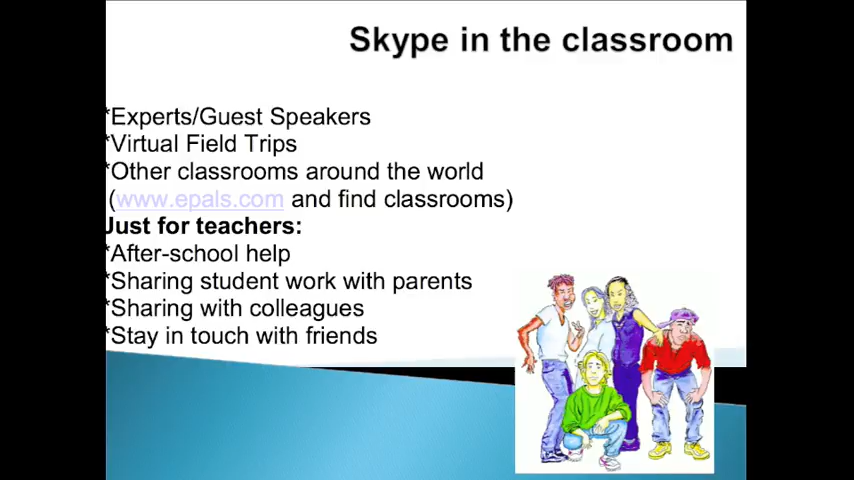 Skype in the classroom
*Experts/Guest Speakers
*Virtual Field Trips
*Other classrooms around the world
(www.epals.com and find classrooms)
Just for teachers:
*After-school help
*Sharing student work with parents
*Sharing with colleagues
*Stay in touch with friends